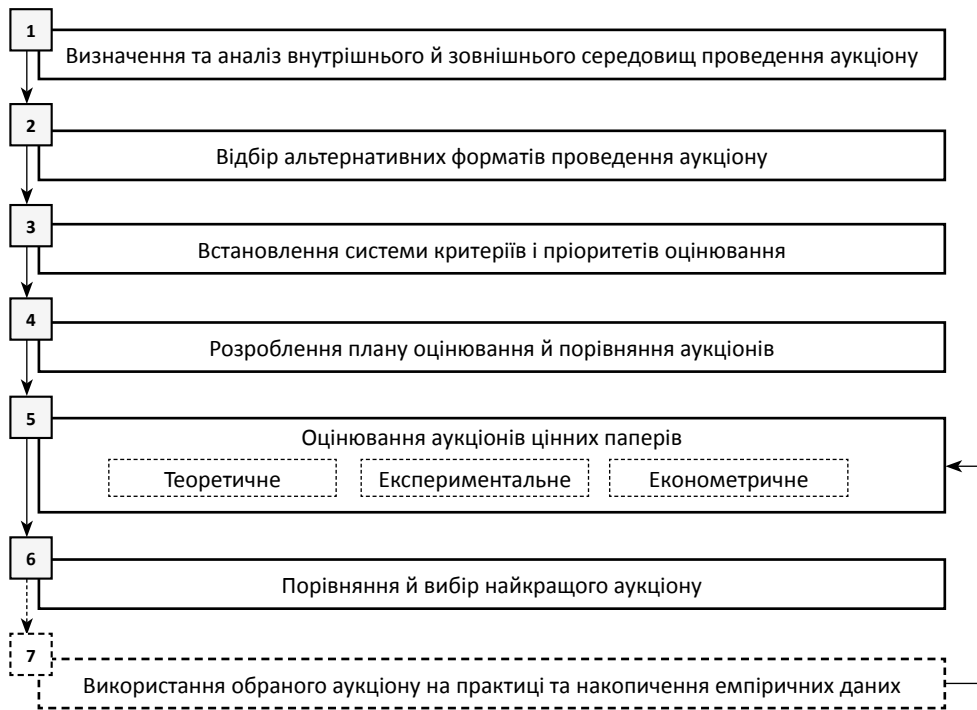 1
Визначення та аналіз внутрішнього й зовнішнього середовищ проведення аукціону
2
Відбір альтернативних форматів проведення аукціону
3
Встановлення системи критеріїв і пріоритетів оцінювання
4
Розроблення плану оцінювання й порівняння аукціонів
5
Оцінювання аукціонів цінних паперів
Теоретичне Експериментальне Економетричне
6
Порівняння й вибір найкращого аукціону
7
Використання обраного аукціону на практиці та накопичення емпіричних даних